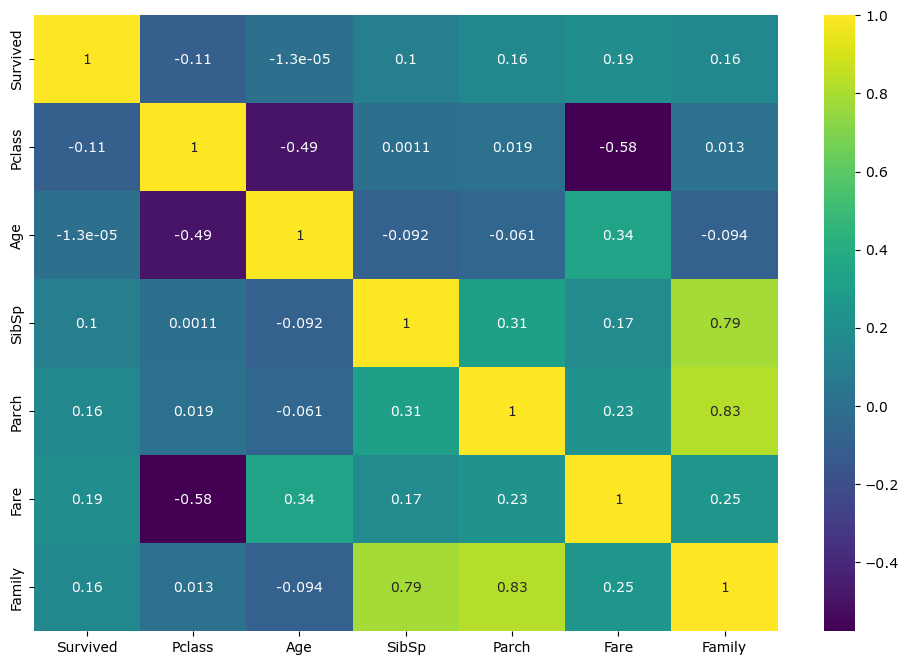 Survived 1 -0.11 -1.3e-05 0.1 0.16 0.19 0.16
Pclass -0.11 1 -0.49 0.0011 0.019 -0.58 0.013
Age -1.3e-05 -0.49 1 -0.092 -0.061 0.34 -0.094
SibSp 0.1 0.0011 -0.092 1 0.31 0.17 0.79
Parch 0.16 0.019 -0.061 0.31 1 0.23 0.83
Fare 0.19 -0.58 0.34 0.17 0.23 1 0.25
Family 0.16 0.013 -0.094 0.79 0.83 0.25 1
Survived Pclass Age SibSp Parch Fare Family
1.0
0.8
0.6
0.4
0.2
0.0
−0.2
−0.4